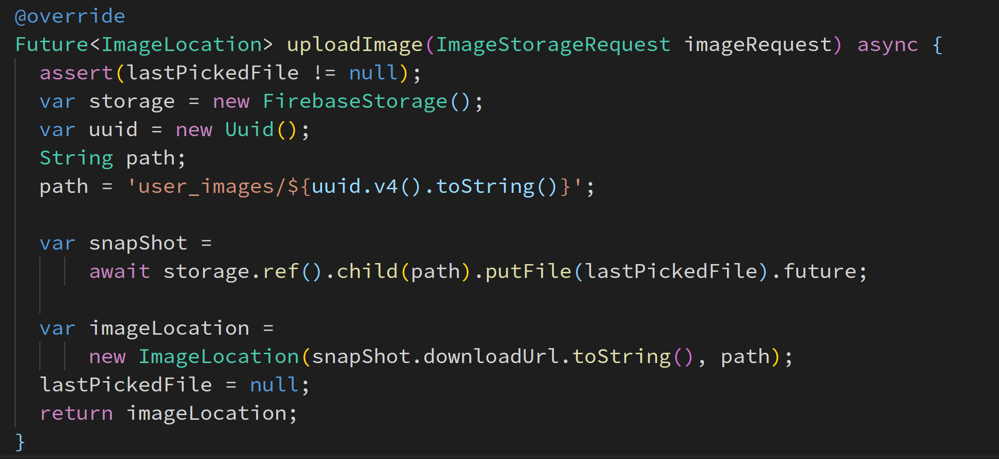 @override
Future<ImageLocation> uploadImage(ImageStorageRequest imageRequest) async {
assert(lastPickedFile != null);
var storage = new FirebaseStorage();
var uuid = new Uuid();
String path;
path = 'user_images/${uuid.v4().toString()}';
var snapShot =
await storage.ref().child(path).putFile(lastPickedFile).future;
var imageLocation =
new ImageLocation(snapShot.downloadUrl.toString(), path);
lastPickedFile = null;
return imageLocation;
}